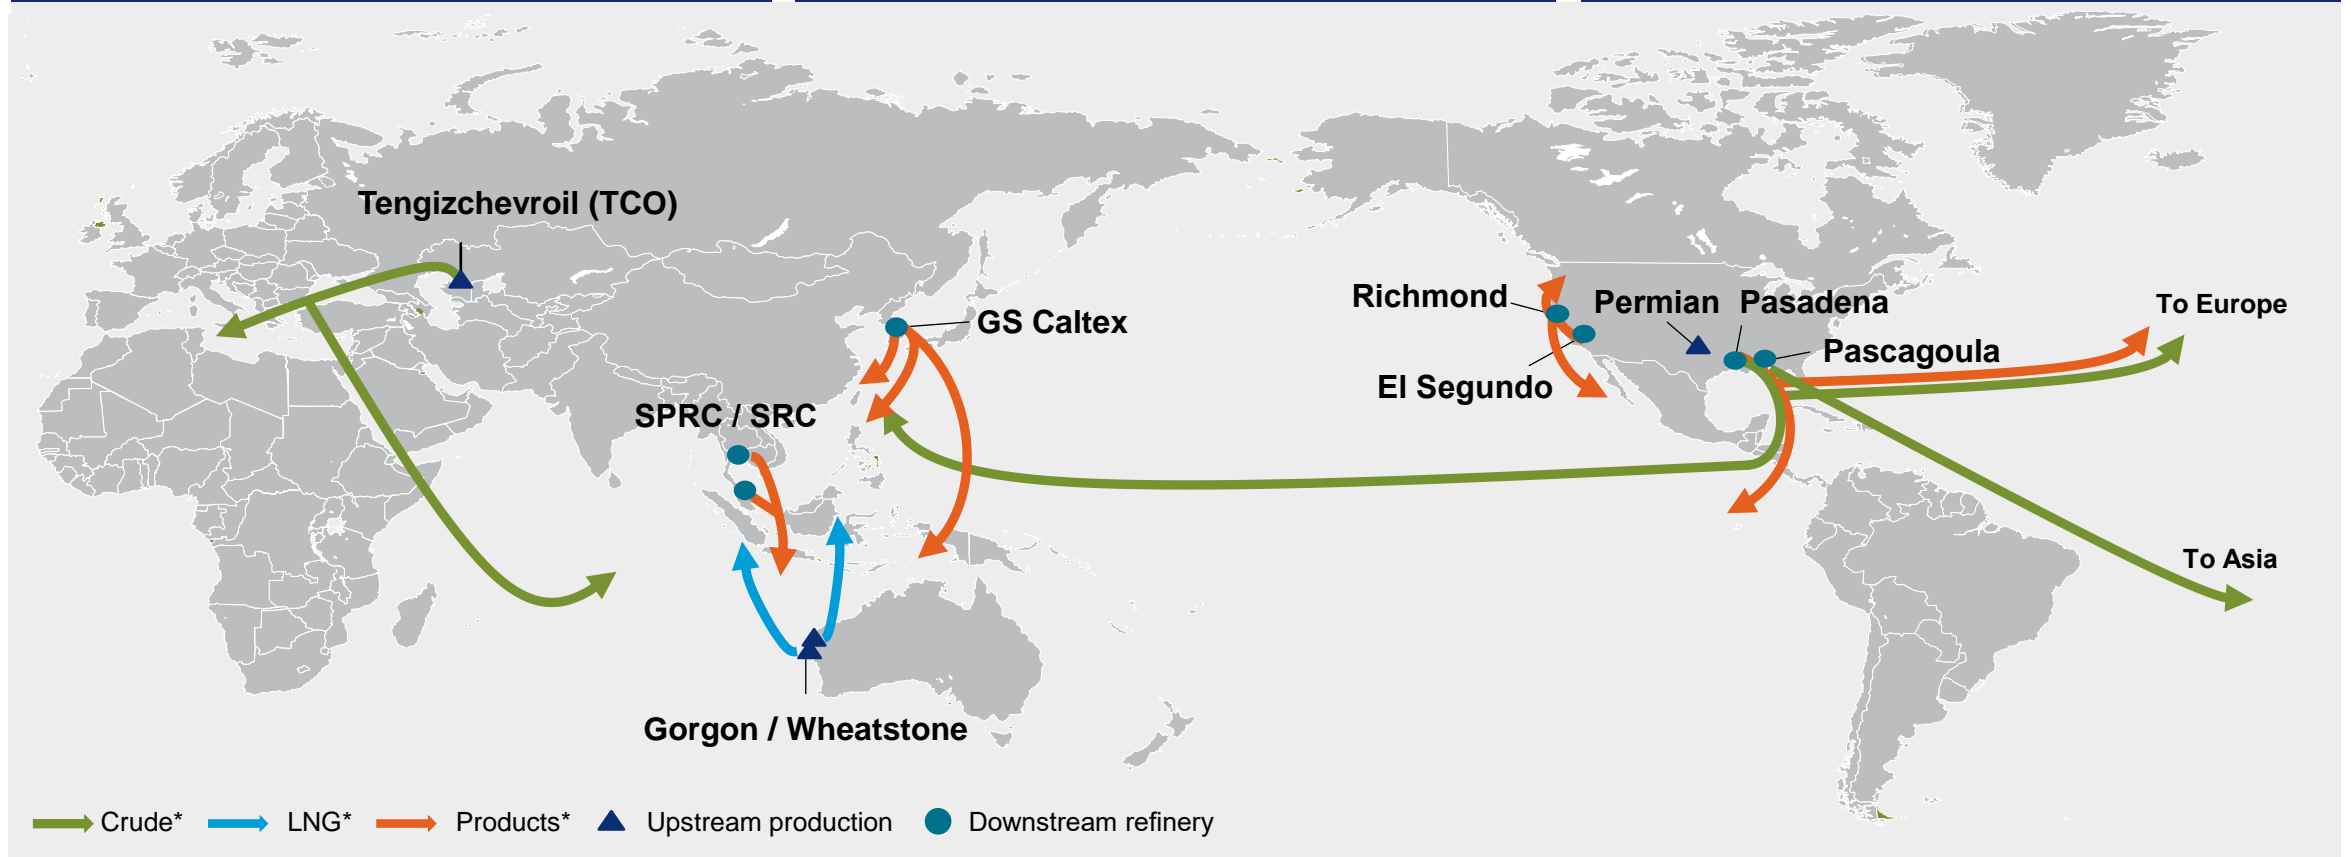 Tengizchevroil (TCO)
GS Caltex
SPRC / SRC
Gorgon / Wheatstone
Richmond
El Segundo
Permian
Pasadena
Pascagoula
To Europe
To Asia
Crude*
LNG*
Products*
Upstream production
Downstream refinery